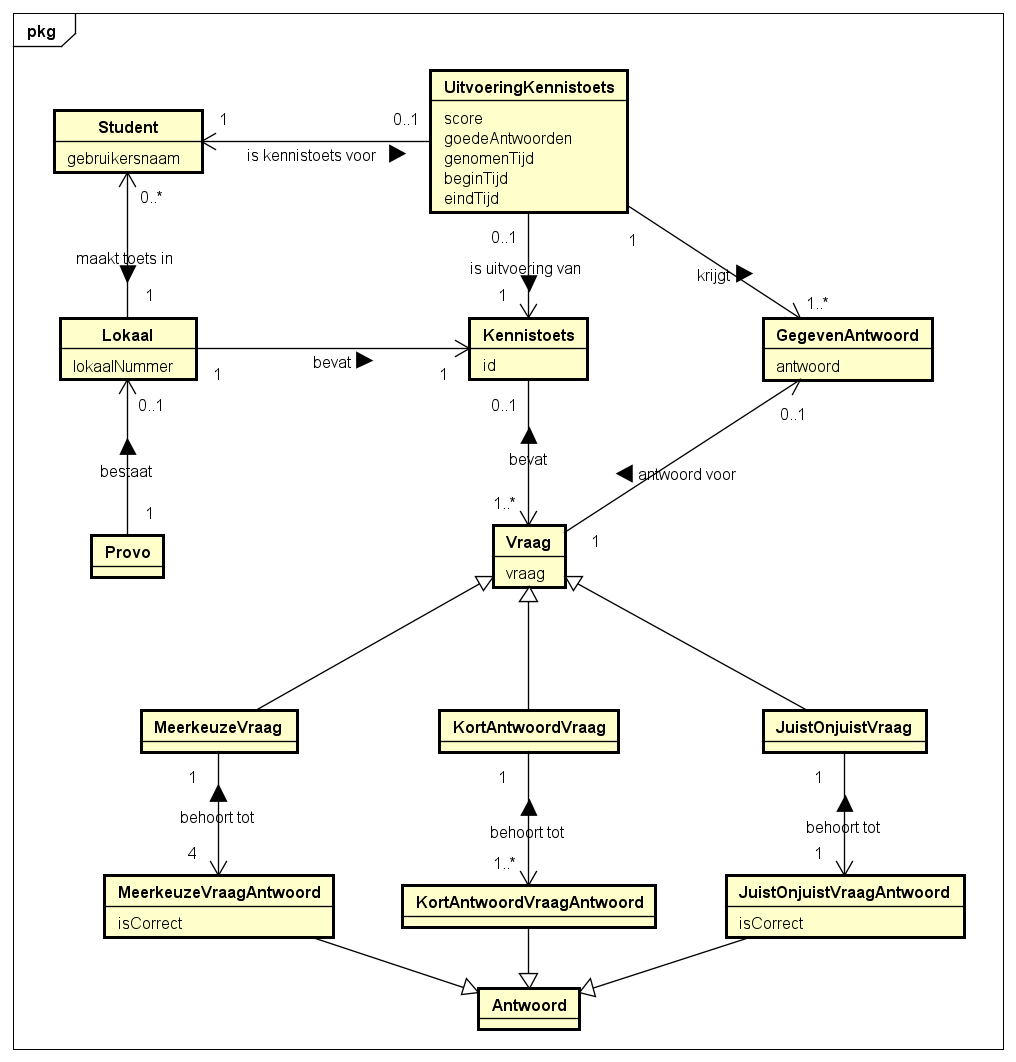 pkg
UitvoeringKennistoets
score
goedeAntwoorden
genomenTijd
beginTijd
eindTijd
Student
gebruikersnaam
1
0..1
is kennistoets voor
0..*
maakt toets in
1
0..1
is uitvoering van
1
1
krijgt
1..*
Lokaal
lokaalNummer
Kennistoets
id
GegevenAntwoord
antwoord
bevat
1
1
0..1
bestaat
1
0..1
bevat
1..*
0..1
antwoord voor
1
Provo
Vraag
vraag
MeerkeuzeVraag
KortAntwoordVraag
JuistOnjuistVraag
1
behoort tot
4
1
behoort tot
1..*
1
behoort tot
1
MeerkeuzeVraagAntwoord
isCorrect
KortAntwoordVraagAntwoord
JuistOnjuistVraagAntwoord
isCorrect
Antwoord